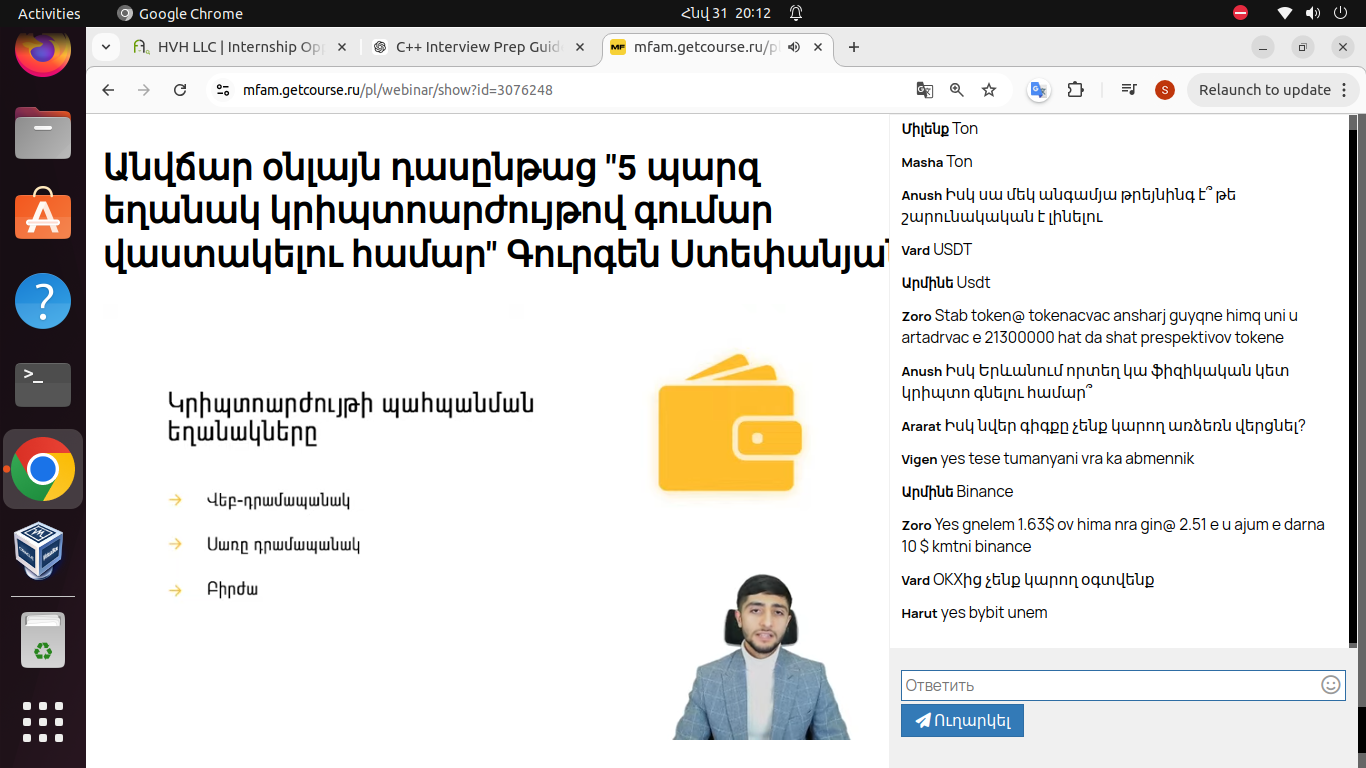 Activities
Google Chrome
Հնվ 31 20:12
HVH LLC | Internship Op
C++ Interview Prep Guid
mfam.getcourse.ru/pl
mfam.getcourse.ru/pl/webinar/show?id=3076248
S
Relaunch to update
Անվճար օնլայն դասընթաց "5 պարզ
եղանակ կրիպտոարժույթով գումար
վաստակելու համար" Գուրգեն Ստեփանյան
Կրիպտոարժույթի պահպանման
եղանակները
→ Վեբ-դրամապանակ
→ Սառը դրամապանակ
→ Բիրժա
Միլենք Ton
Masha Ton
Anush Իսկ սա մեկ անգամյա թրեյնինգ է՞ թե
շարունակական է լինելու
Vard USDT
Արմինե Usdt
Zoro Stab token@ tokenacvac ansharj guyqne himq uni u
artadrvac e 21300000 hat da shat prespektivov tokene
Anush Իսկ Երևանում որտեղ կա ֆիզիկական կետ
կրիպտո գնելու համար՞
Ararat Իսկ նվեր գիգքը չենք կարող առձեռն վերցնել?
Vigen yes tese tumanyani vra ka abmennik
Արմինե Binance
Zoro Yes gnelem 1.63$ ov hima nra gin@ 2.51 e u ajum e darna
10 $ kmtni binance
Vard OKXից չենք կարող օգտվենք
Harut yes bybit unem
Ответить
Ուղարկել